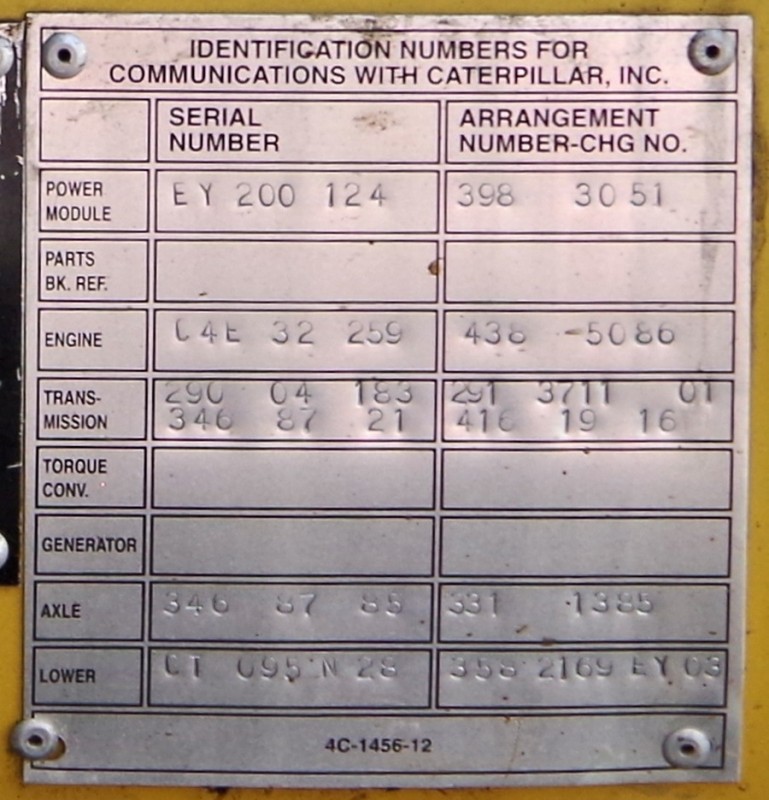 IDENTIFICATION NUMBERS FOR
COMMUNICATIONS WITH CATERPILLAR, INC.
SERIAL NUMBER
ARRANGEMENT NUMBER-CHG NO.
POWER MODULE
EY 200 124
398 3051
PARTS BK. REF.
ENGINE
C4E 32 259
438 -5086
TRANS-
MISSION
290 04 183
291 3711 01
346 87 21
416 19 16
TORQUE CONV.
GENERATOR
AXLE
346 87 85
331 1385
LOWER
CT 095 N 28
358 2169 EY 03
4C-1456-12